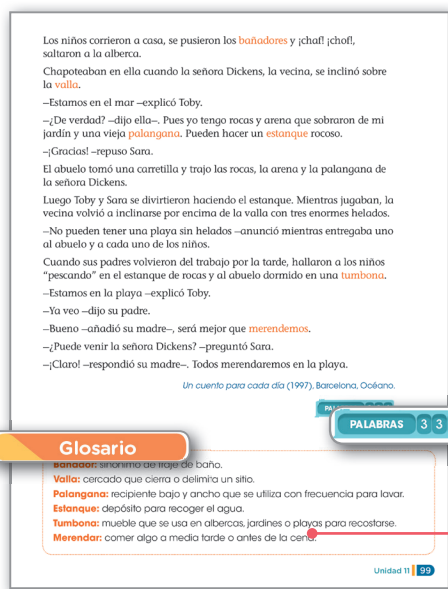 Los niños corrieron a casa, se pusieron los bañadores y ¡chaf! ¡chof!,
saltaron a la alberca.
Chapoteaban en ella cuando la señora Dickens, la vecina, se inclinó sobre
la valla.
—Estamos en el mar —explicó Toby.
—¿De verdad? —dijo ella—. Pues yo tengo rocas y arena que sobraron de mi
jardín y una vieja palangana. Pueden hacer un estanque rocoso.
—¡Gracias! —repuso Sara.
El abuelo tomó una carretilla y trajo las rocas, la arena y la palangana de
la señora Dickens.
Luego Toby y Sara se divirtieron haciendo el estanque. Mientras jugaban, la
vecina volvió a inclinarse por encima de la valla con tres enormes helados.
—No pueden tener una playa sin helados —anunció mientras entregaba uno
al abuelo y a cada uno de los niños.
Cuando sus padres volvieron del trabajo por la tarde, hallaron a los niños
“pescando” en el estanque de rocas y al abuelo dormido en una tumbona.
—Estamos en la playa —explicó Toby.
—Ya veo —dijo su padre.
—Bueno —añadió su madre—, será mejor que merendemos.
—¿Puede venir la señora Dickens? —preguntó Sara.
—¡Claro! —respondió su madre—. Todos merendaremos en la playa.
Un cuento para cada día (1997). Barcelona, Océano.
PALABRAS 3 3
Glosario
Bañador: sinónimo de traje de baño.
Valla: cercado que cierra o delimita un sitio.
Palangana: recipiente bajo y ancho que se utiliza con frecuencia para lavar.
Estanque: depósito para recoger el agua.
Tumbona: mueble que se usa en albercas, jardines o playas para recostarse.
Merendar: comer algo a media tarde o antes de la cena.
Unidad 11 99